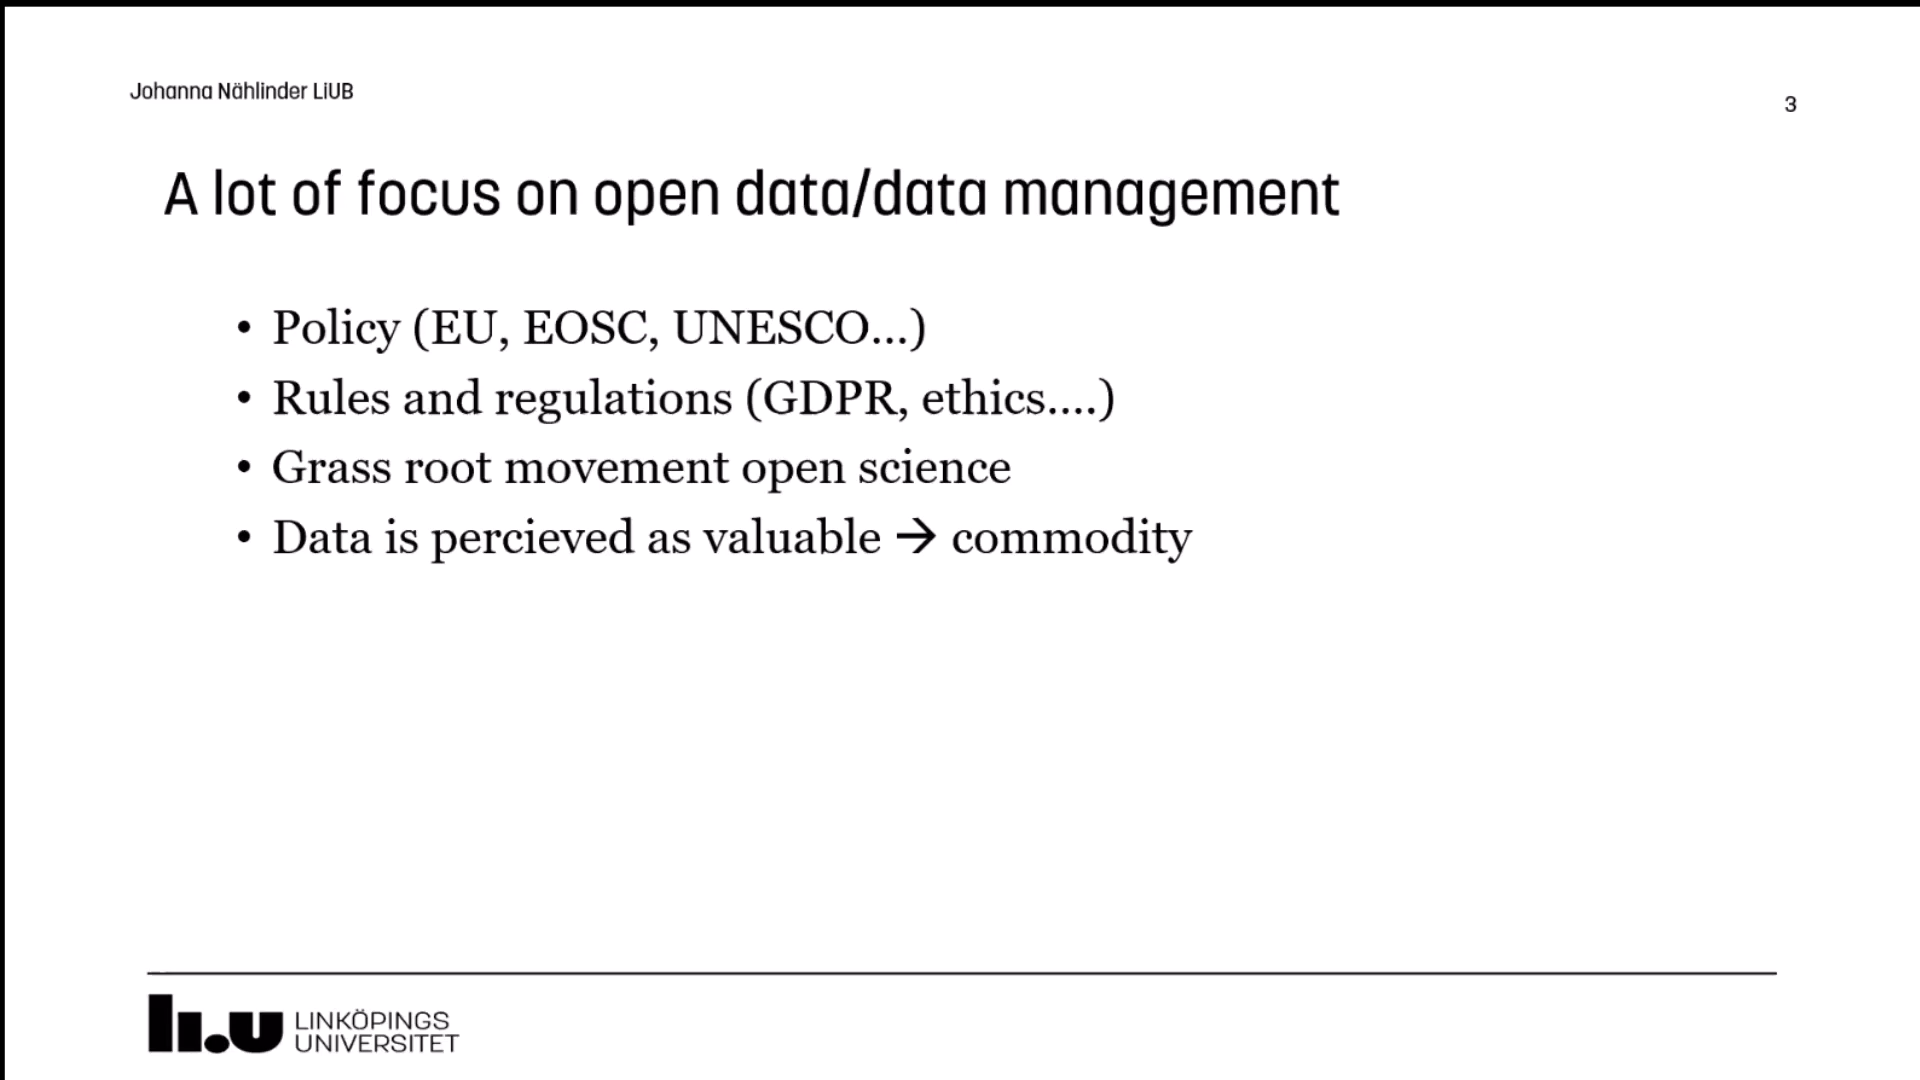 Johanna Nählinder LiUB
3
A lot of focus on open data/data management
• Policy (EU, EOSC, UNESCO...)
• Rules and regulations (GDPR, ethics....)
• Grass root movement open science
• Data is percieved as valuable → commodity
li.u LINKÖPINGS
UNIVERSITET